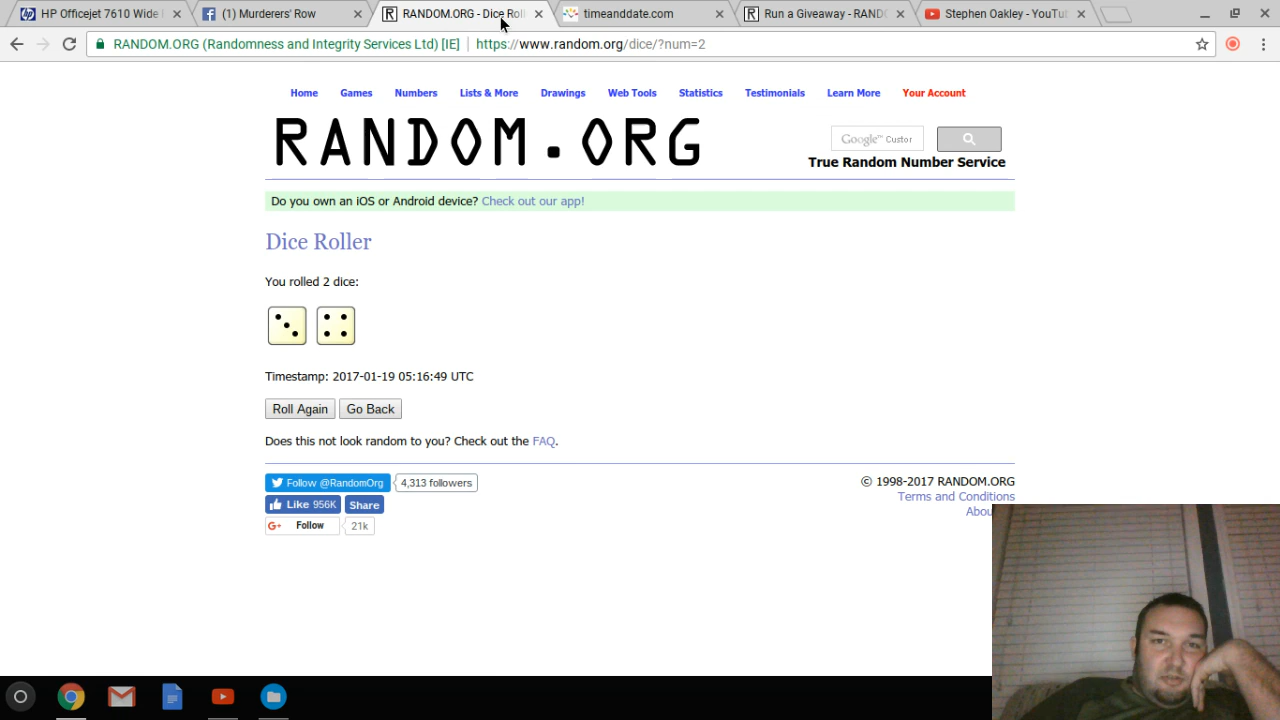 HP Officejet 7610 Wide
(1) Murderers' Row
RANDOM.ORG - Dice Roll
timeanddate.com
Run a Giveaway - RAND
Stephen Oakley - YouTu
RANDOM.ORG (Randomness and Integrity Services Ltd) [IE]
https://www.random.org/dice/?num=2
Home Games Numbers Lists & More Drawings Web Tools Statistics Testimonials Learn More Your Account
RANDOM.ORG
Google™ Custor
True Random Number Service
Do you own an iOS or Android device? Check out our app!
Dice Roller
You rolled 2 dice:
Timestamp: 2017-01-19 05:16:49 UTC
Roll Again Go Back
Does this not look random to you? Check out the FAQ.
Follow @RandomOrg 4,313 followers
Like 956K Share
G+ Follow 21k
© 1998-2017 RANDOM.ORG
Terms and Conditions
Abou